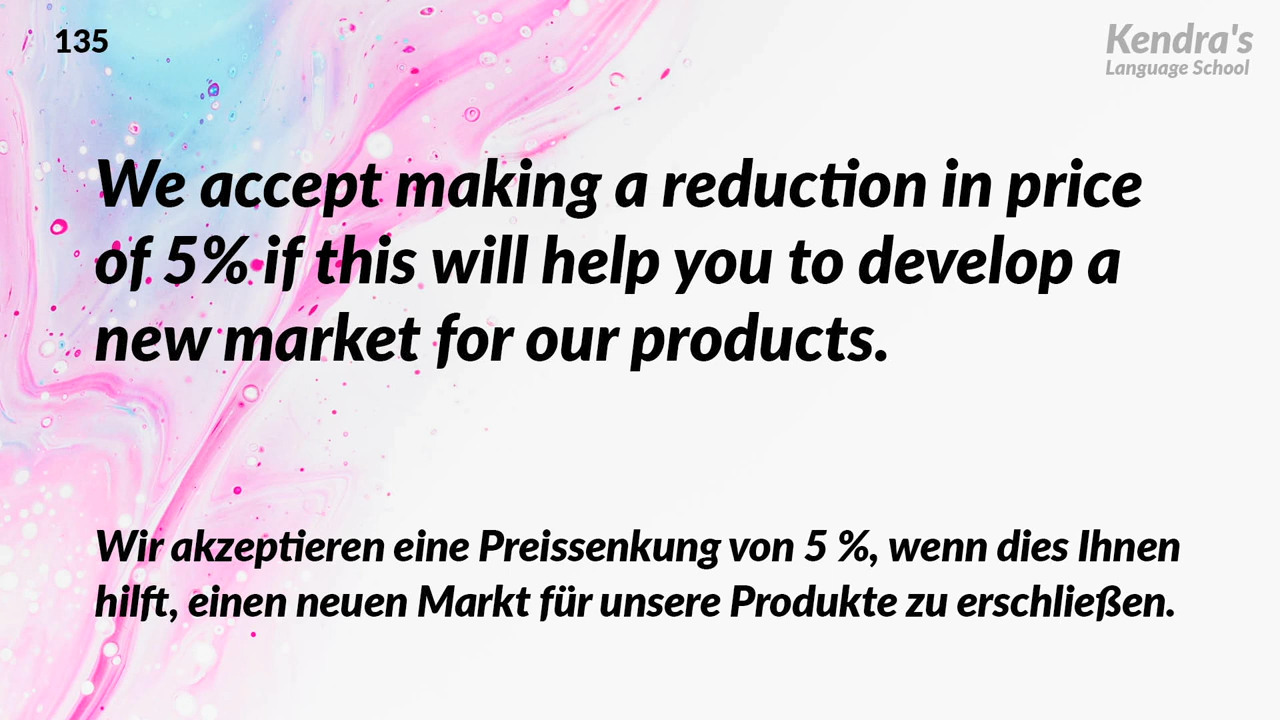 135
Kendra's
Language School
We accept making a reduction in price
of 5% if this will help you to develop a
new market for our products.
Wir akzeptieren eine Preissenkung von 5 %, wenn dies Ihnen
hilft, einen neuen Markt für unsere Produkte zu erschließen.